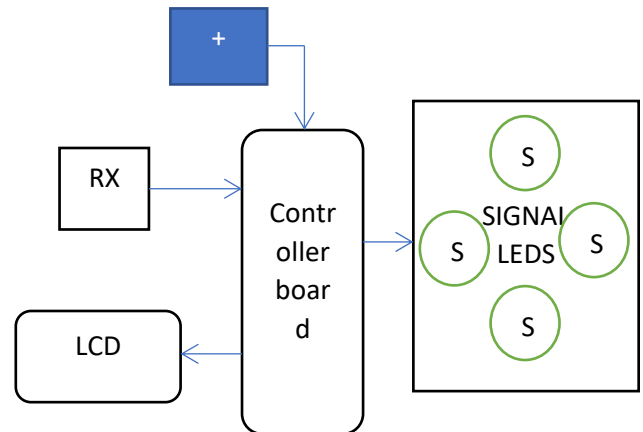 +
RX
Contr
oller
boar
d
LCD
S
SIGNAL
LEDS
S
S
S